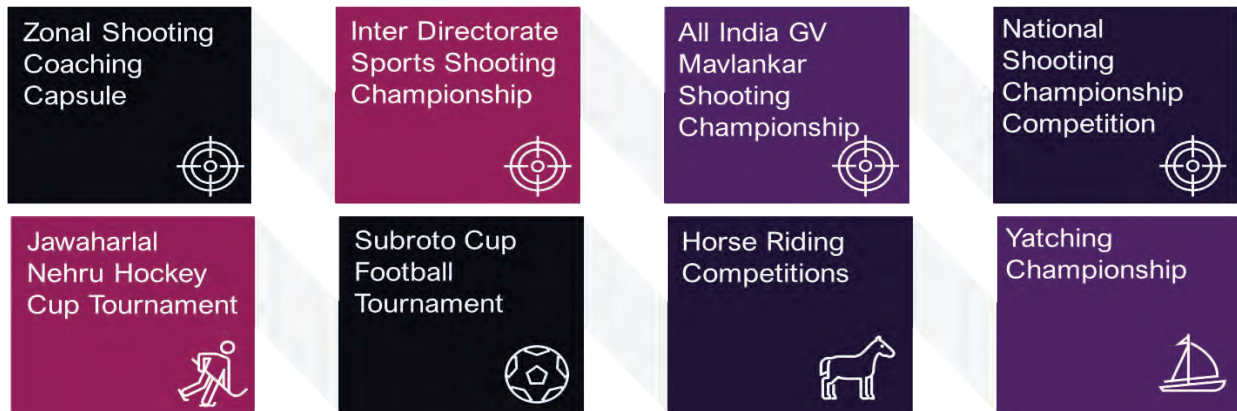 Zonal Shooting
Coaching
Capsule
Inter Directorate
Sports Shooting
Championship
All India GV
Mavlankar
Shooting
Championship
National
Shooting
Championship
Competition
Jawaharlal
Nehru Hockey
Cup Tournament
Subroto Cup
Football
Tournament
Horse Riding
Competitions
Yatching
Championship